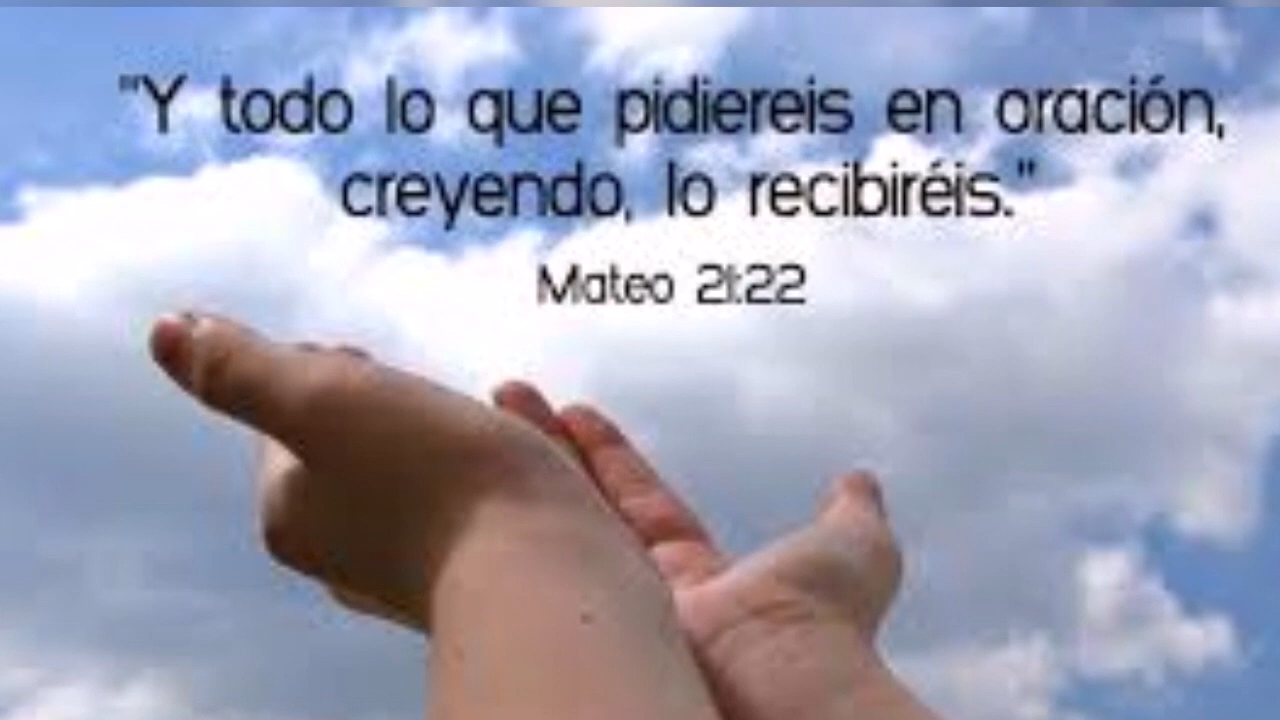 "Y todo lo que pidiereis en oración,
creyendo, lo recibiréis."
Mateo 21:22